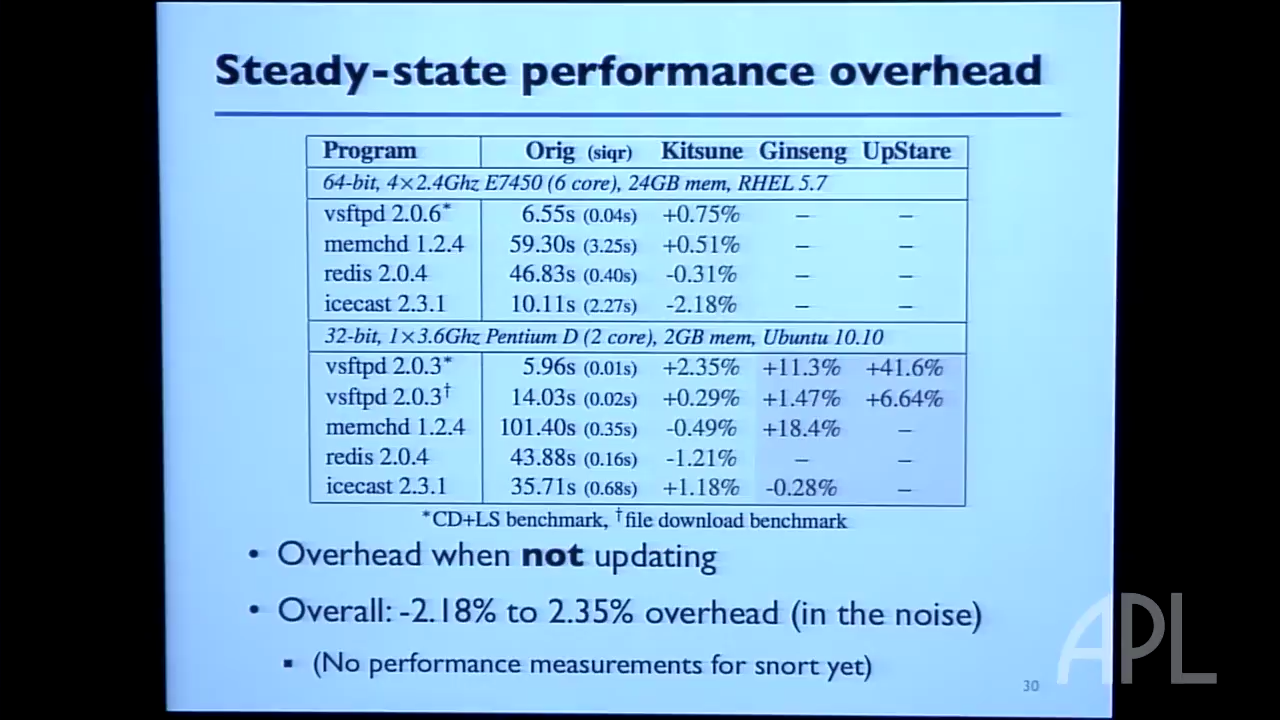 Steady-state performance overhead
Program Orig (siqr) Kitsune Ginseng UpStare
64-bit, 4×2.4Ghz E7450 (6 core), 24GB mem, RHEL 5.7
vsftpd 2.0.6* 6.55s (0.04s) +0.75% – –
memchd 1.2.4 59.30s (3.25s) +0.51% – –
redis 2.0.4 46.83s (0.40s) -0.31% – –
icecast 2.3.1 10.11s (2.27s) -2.18% – –
32-bit, 1×3.6Ghz Pentium D (2 core), 2GB mem, Ubuntu 10.10
vsftpd 2.0.3* 5.96s (0.01s) +2.35% +11.3% +41.6%
vsftpd 2.0.3† 14.03s (0.02s) +0.29% +1.47% +6.64%
memchd 1.2.4 101.40s (0.35s) -0.49% +18.4% –
redis 2.0.4 43.88s (0.16s) -1.21% – –
icecast 2.3.1 35.71s (0.68s) +1.18% -0.28% –
*CD+LS benchmark, †file download benchmark
• Overhead when not updating
• Overall: -2.18% to 2.35% overhead (in the noise)
▪ (No performance measurements for snort yet)
30
APL